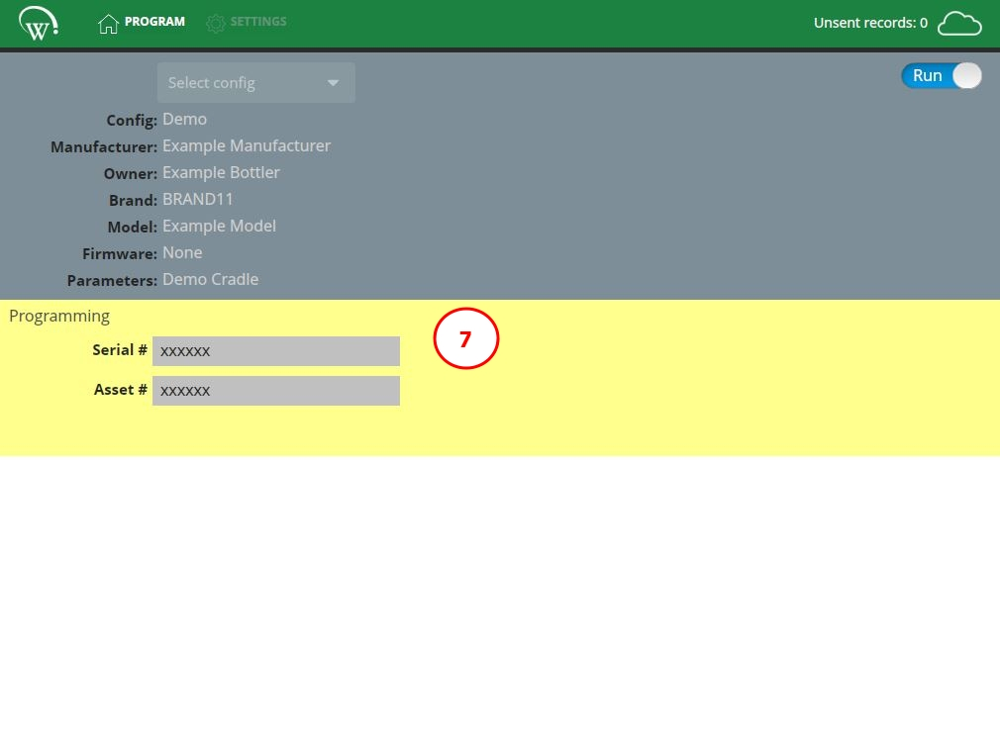 W
PROGRAM
SETTINGS
Unsent records: 0
Select config
Run
Config: Demo
Manufacturer: Example Manufacturer
Owner: Example Bottler
Brand: BRAND11
Model: Example Model
Firmware: None
Parameters: Demo Cradle
Programming
7
Serial # xxxxxx
Asset # xxxxxx